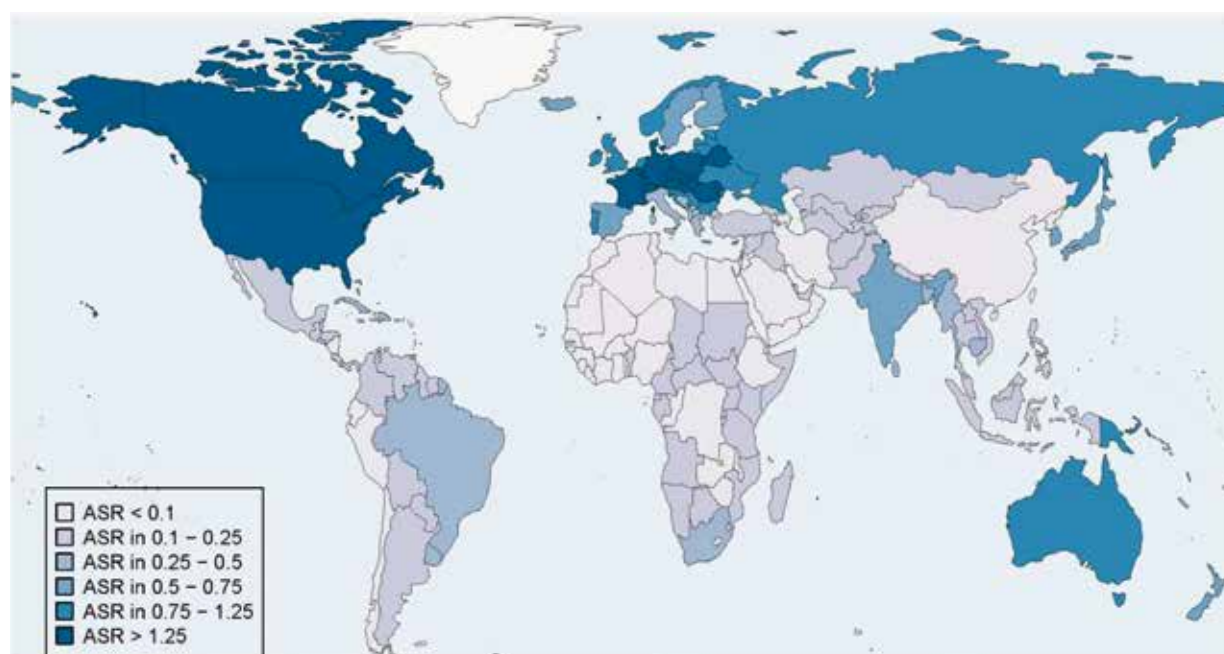 ASR < 0.1
ASR in 0.1 − 0.25
ASR in 0.25 − 0.5
ASR in 0.5 − 0.75
ASR in 0.75 − 1.25
ASR > 1.25